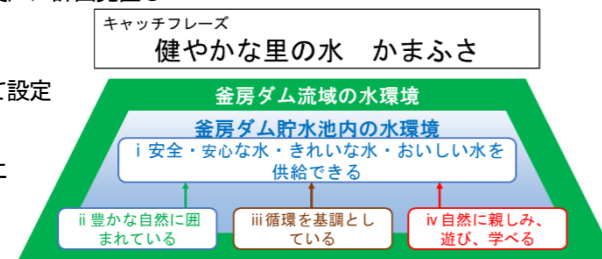 キャッチフレーズ
健やかな里の水　かまふさ
て設定
釜房ダム流域の水環境
釜房ダム貯水池内の水環境
ⅰ安全・安心な水・きれいな水・おいしい水を
供給できる
ⅱ豊かな自然に囲
まれている
ⅲ循環を基調とし
ている
ⅳ自然に親しみ、
遊び、学べる